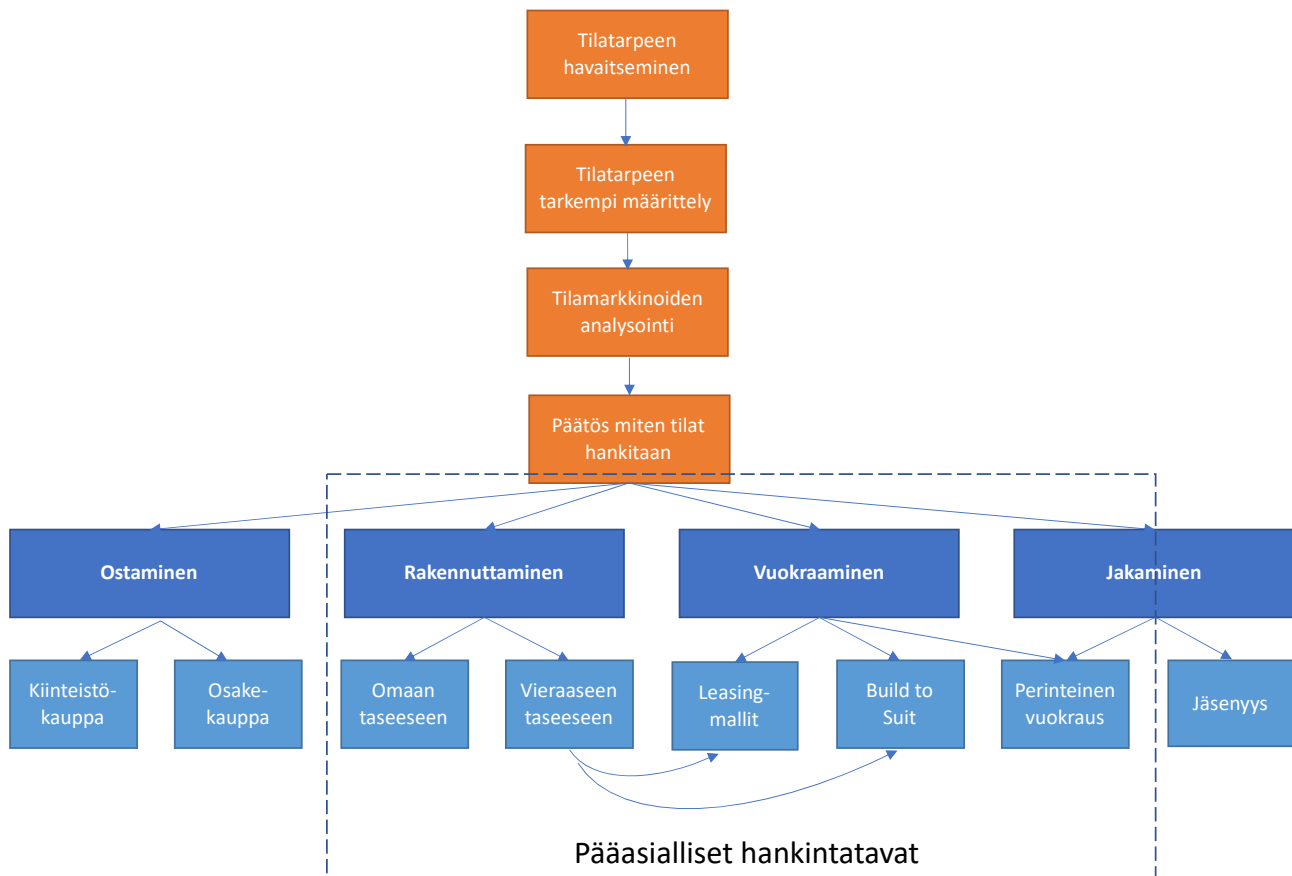 Tilatarpeen
havaitseminen
Tilatarpeen
tarkempi määrittely
Tilamarkkinoiden
analysointi
Päätös miten tilat
hankitaan
Ostaminen
Rakennuttaminen
Vuokraaminen
Jakaminen
Kiinteistö-
kauppa
Osake-
kauppa
Omaan
taseeseen
Vieraaseen
taseeseen
Leasing-
mallit
Build to
Suit
Perinteinen
vuokraus
Jäsenyys
Pääasialliset hankintatavat